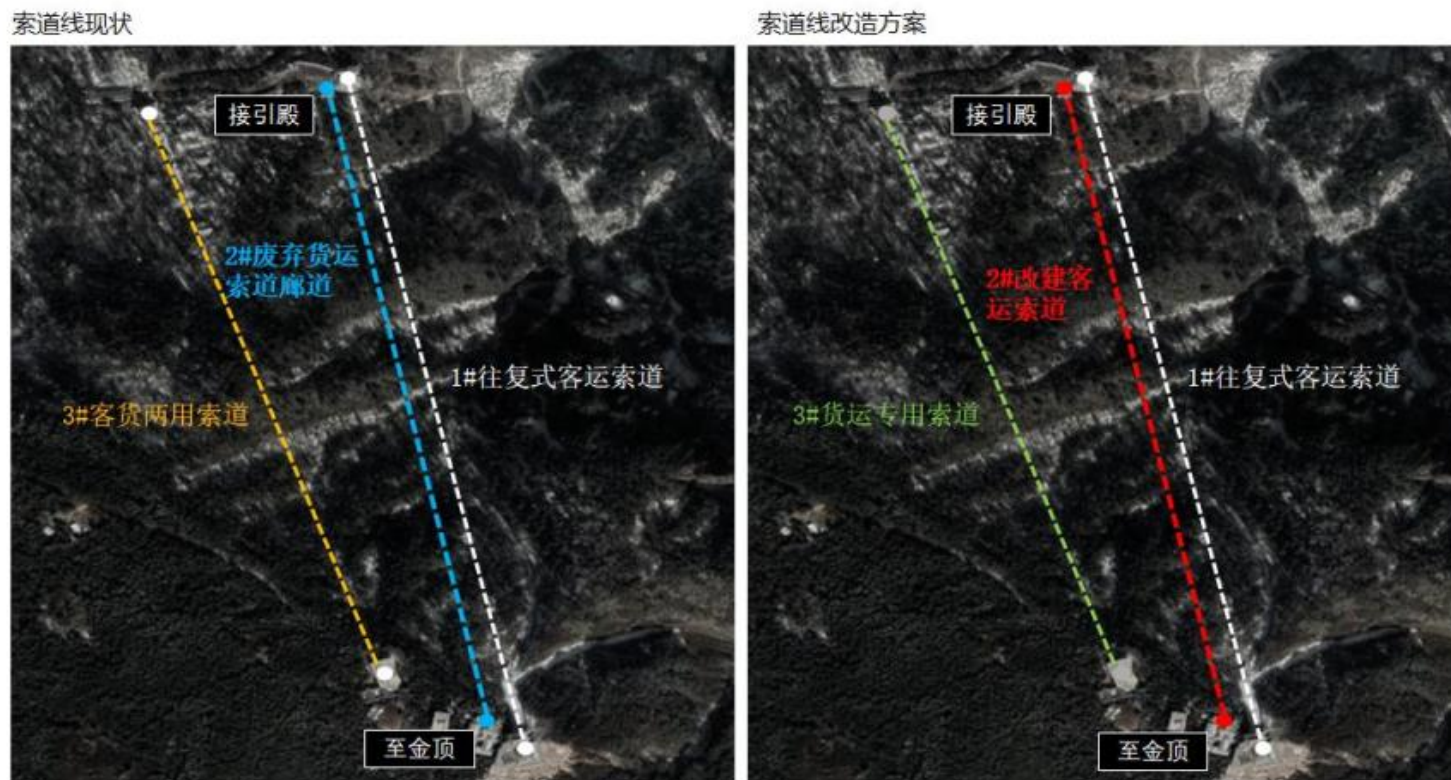 索道线现状
索道线改造方案
接引殿
2#废弃货运
索道廊道
1#往复式客运索道
3#客货两用索道
至金顶
接引殿
2#改建客
运索道
1#往复式客运索道
3#货运专用索道
至金顶